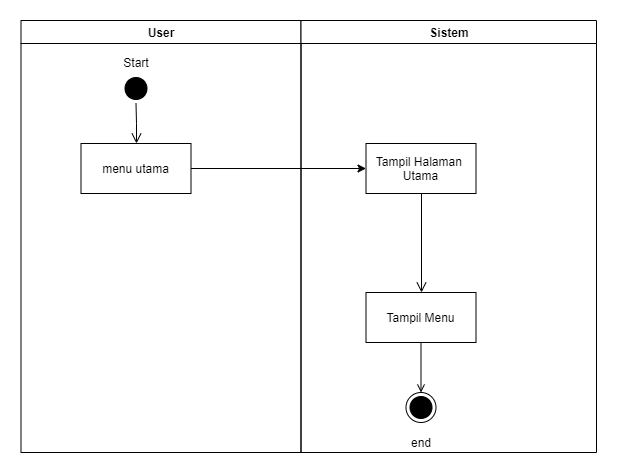 User
Sistem
Start
menu utama
Tampil Halaman
Utama
Tampil Menu
end